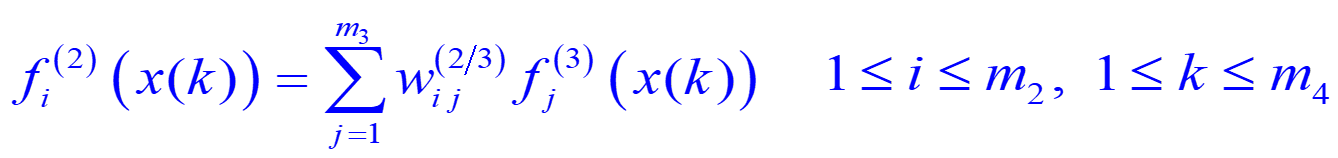 f_i^{(2)}(x(k)) = \sum_{j=1}^{m_3} w_{ij}^{(2/3)} f_j^{(3)}(x(k))    1 ≤ i ≤ m_2, 1 ≤ k ≤ m_4